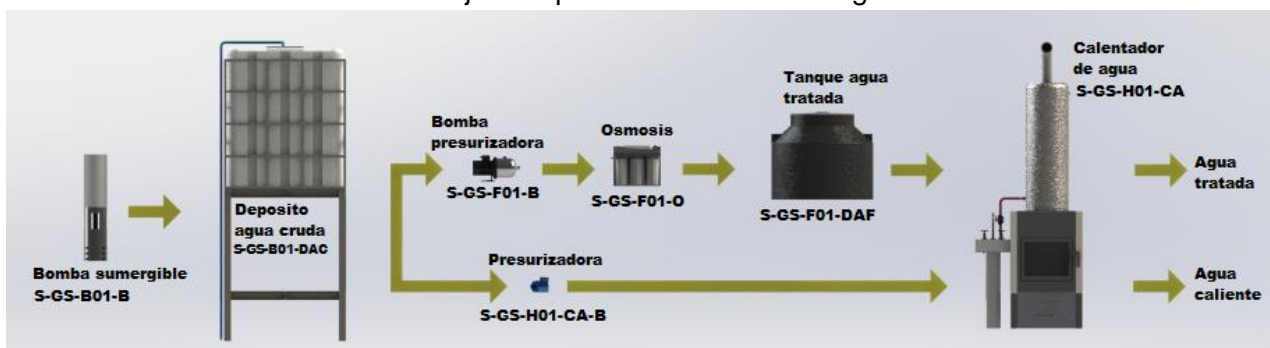 Bomba sumergible
S-GS-B01-B
Deposito
agua cruda
S-GS-B01-DAC
Bomba
presurizadora
S-GS-F01-B
Osmosis
S-GS-F01-O
Tanque agua
tratada
S-GS-F01-DAF
Presurizadora
S-GS-H01-CA-B
Calentador
de agua
S-GS-H01-CA
Agua
tratada
Agua
caliente